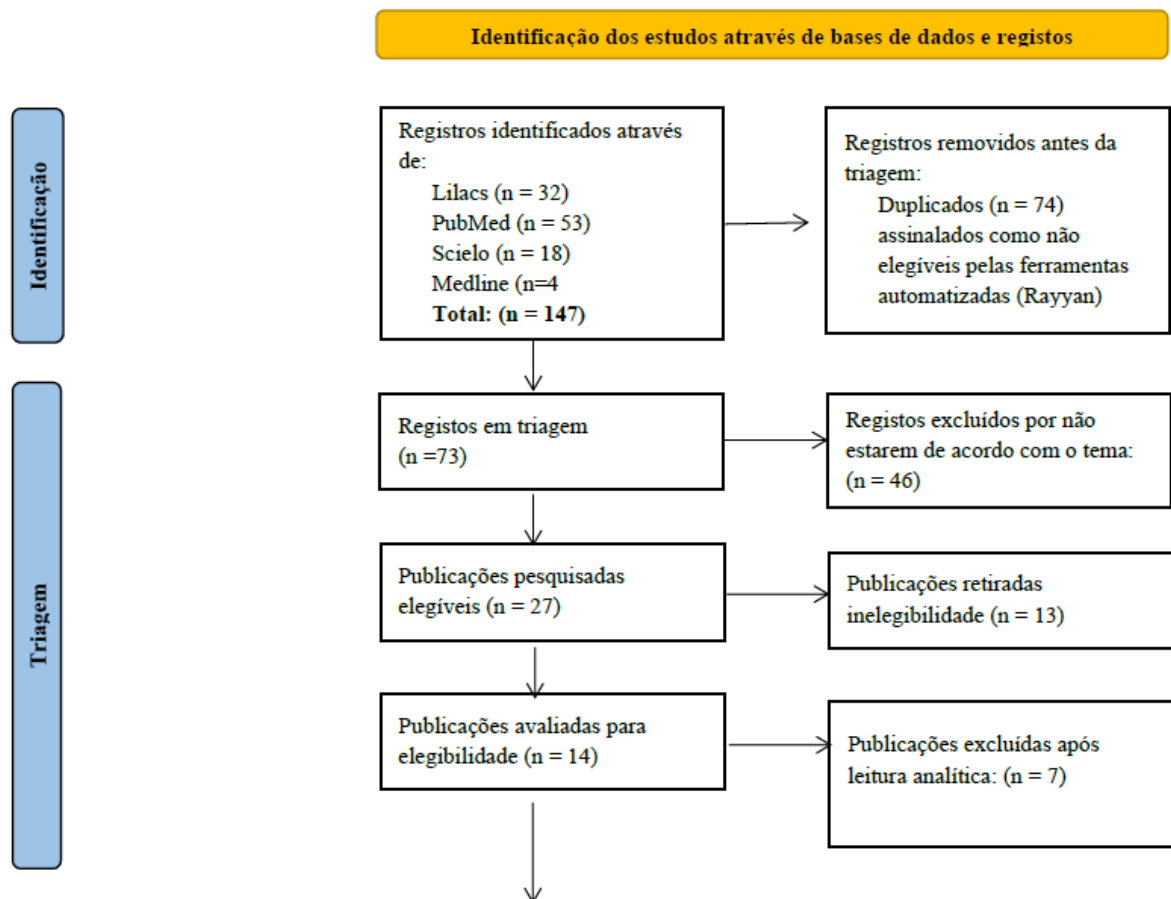 Identificação dos estudos através de bases de dados e registos
Identificação
Registros identificados através
de:
Lilacs (n = 32)
PubMed (n = 53)
Scielo (n = 18)
Medline (n=4
Total: (n = 147)
Registros removidos antes da
triagem:
Duplicados (n = 74)
assinalados como não
elegíveis pelas ferramentas
automatizadas (Rayyan)
Triagem
Registos em triagem
(n =73)
Registos excluídos por não
estarem de acordo com o tema:
(n = 46)
Publicações pesquisadas
elegíveis (n = 27)
Publicações retiradas
inelegibilidade (n = 13)
Publicações avaliadas para
elegibilidade (n = 14)
Publicações excluídas após
leitura analítica: (n = 7)